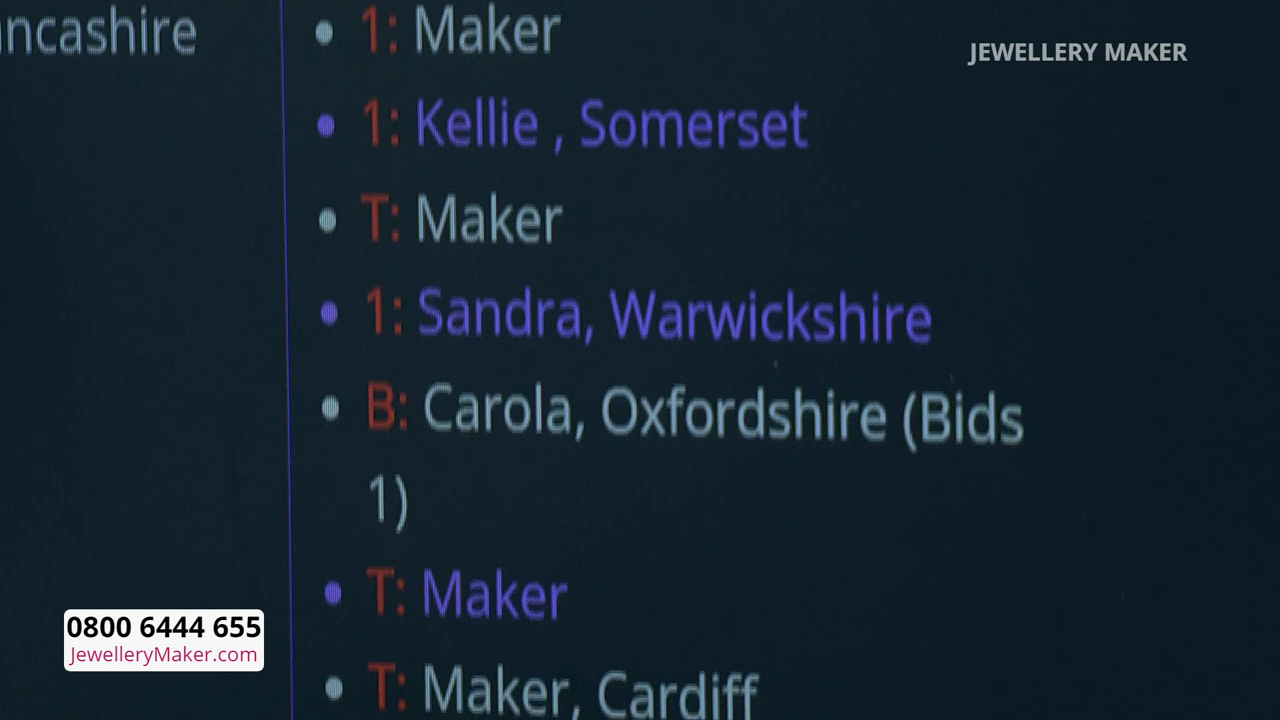 ncashire
1: Maker
JEWELLERY MAKER
1: Kellie , Somerset
T: Maker
1: Sandra, Warwickshire
B: Carola, Oxfordshire (Bids
1)
T: Maker
0800 6444 655
JewelleryMaker.com
T: Maker, Cardiff